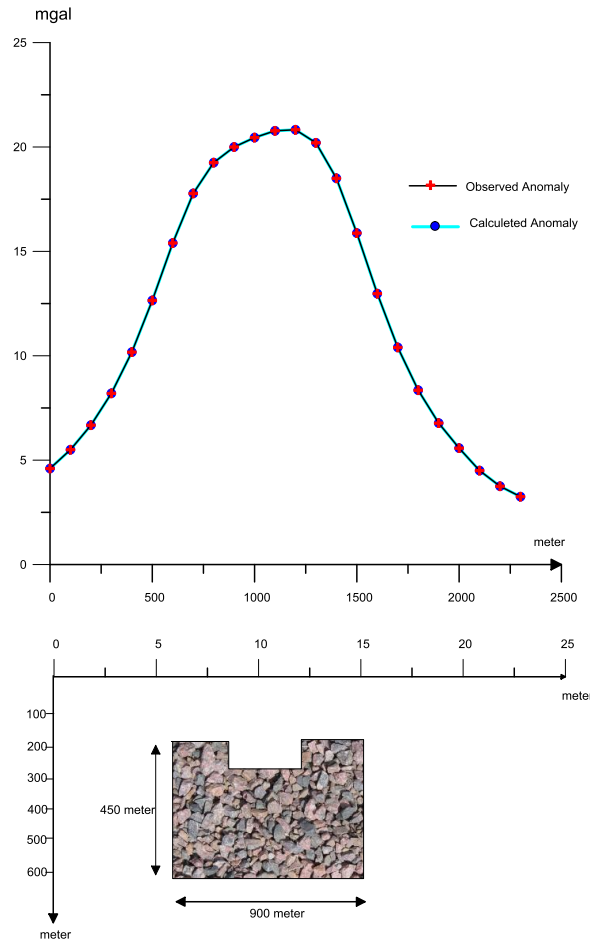 mgal
25
20
Observed Anomaly
Calculeted Anomaly
15
10
5
meter
0
0 500 1000 1500 2000 2500
0 5 10 15 20 25
mete
100
200
300
400
450 meter
500
600
900 meter
meter